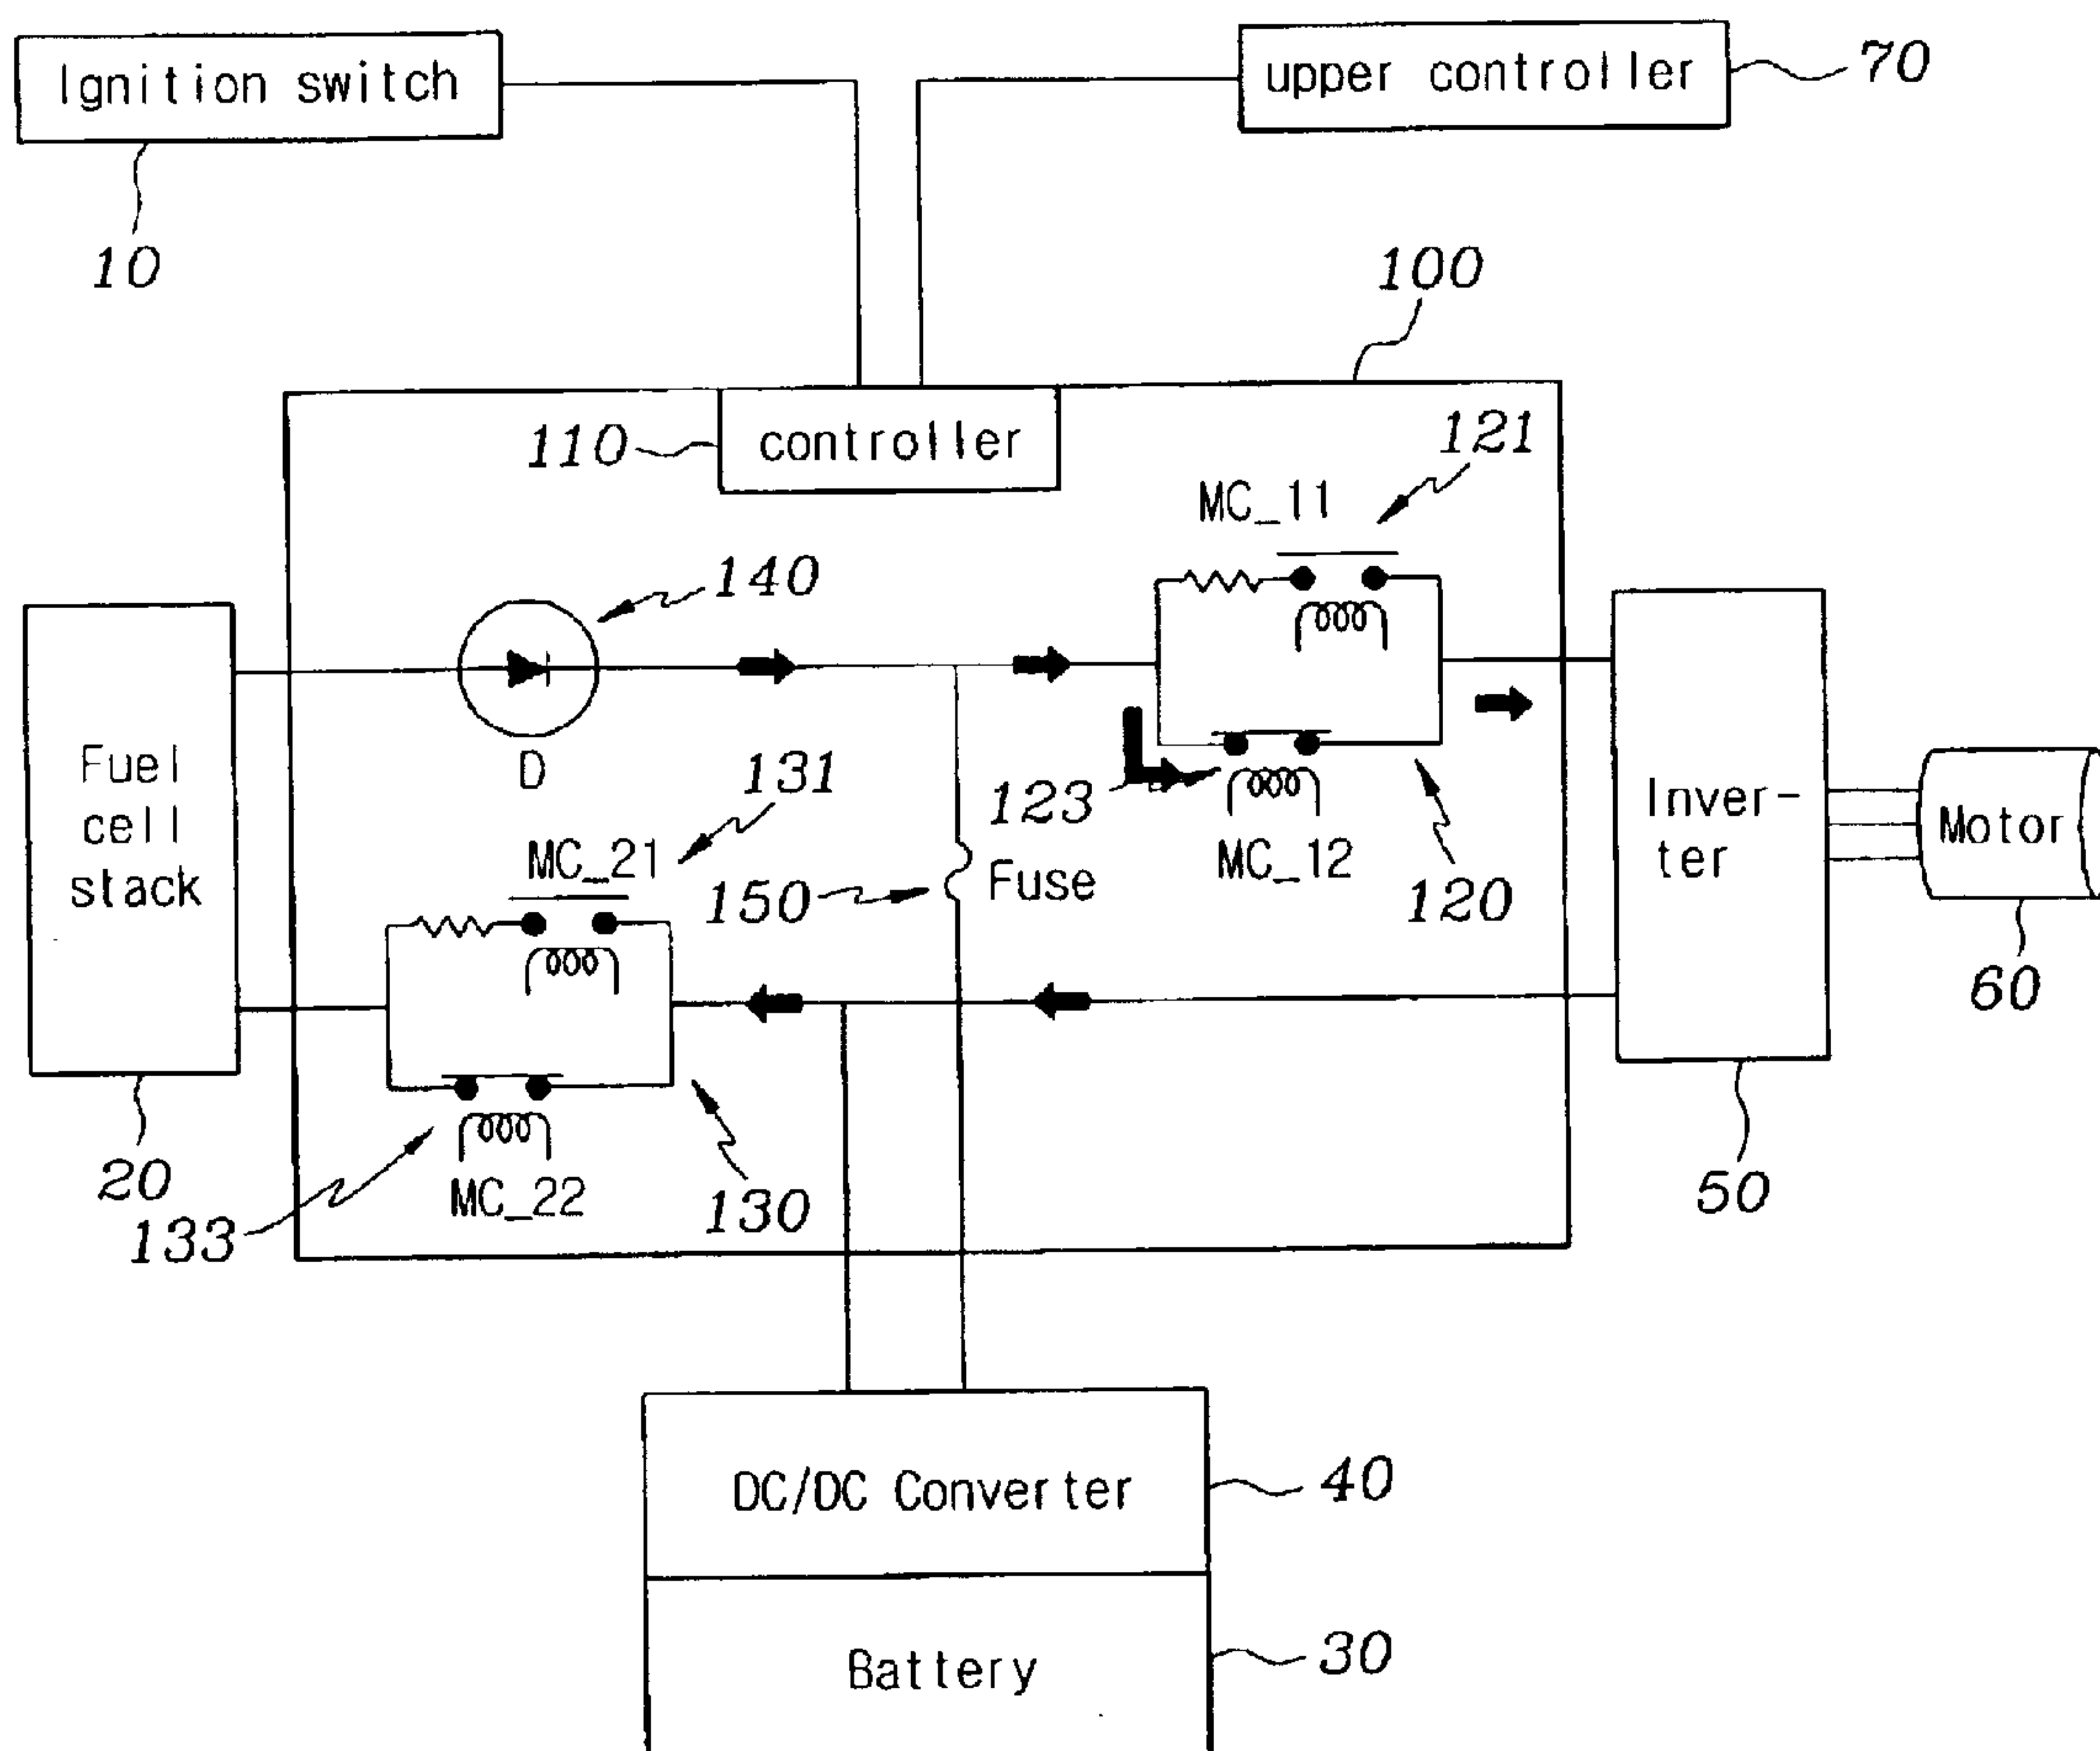 Ignition switch
upper controller
70
10
100
110
controller
121
MC_11
140
Fuel
cell
stack
D
131
123
Inver-
ter
Motor
MC_21
MC_12
150
Fuse
120
60
20
133
MC_22
130
50
DC/DC Converter
40
Battery
30